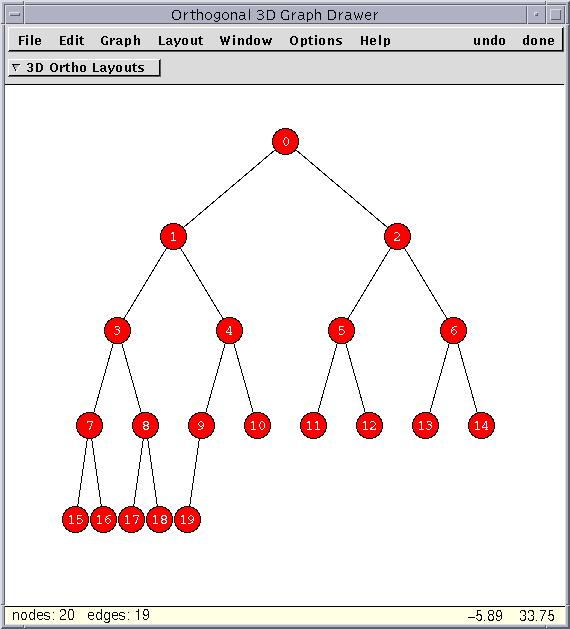 Orthogonal 3D Graph Drawer
File Edit Graph Layout Window Options Help undo done
3D Ortho Layouts
0
1 2
3 4 5 6
7 8 9 10 11 12 13 14
15 16 17 18 19
nodes: 20 edges: 19 −5.89 33.75